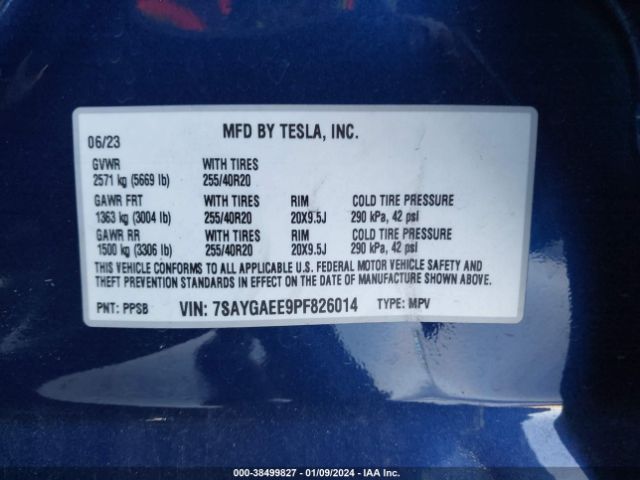 06/23 MFD BY TESLA, INC.
GVWR WITH TIRES
2571 kg (5669 lb) 255/40R20
GAWR FRT WITH TIRES RIM COLD TIRE PRESSURE
1363 kg (3004 lb) 255/40R20 20X9.5J 290 kPa, 42 psi
GAWR RR WITH TIRES RIM COLD TIRE PRESSURE
1500 kg (3306 lb) 255/40R20 20X9.5J 290 kPa, 42 psi
THIS VEHICLE CONFORMS TO ALL APPLICABLE U.S. FEDERAL MOTOR VEHICLE SAFETY AND
THEFT PREVENTION STANDARDS IN EFFECT ON THE DATE OF MANUFACTURE SHOWN ABOVE.
PNT: PPSB VIN: 7SAYGAEE9PF826014 TYPE: MPV
000-38499827 - 01/09/2024 - IAA Inc.